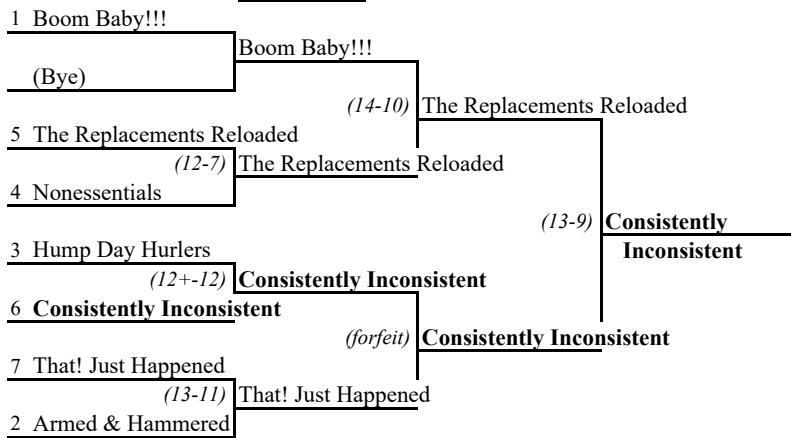 1 Boom Baby!!!
Boom Baby!!!
(Bye)
(14-10) The Replacements Reloaded
5 The Replacements Reloaded
(12-7) The Replacements Reloaded
4 Nonessentials
(13-9) Consistently
Inconsistent
3 Hump Day Hurlers
(12+-12) Consistently Inconsistent
6 Consistently Inconsistent
(forfeit) Consistently Inconsistent
7 That! Just Happened
(13-11) That! Just Happened
2 Armed & Hammered